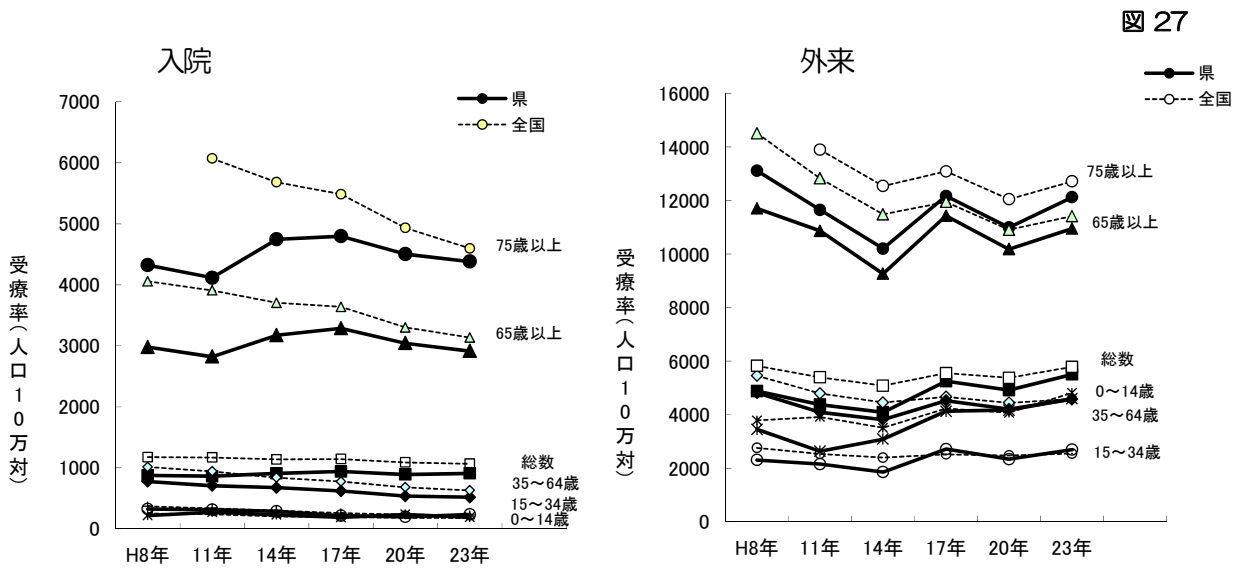 図 27
入院
県
全国
7000
6000
5000
4000
3000
2000
1000
0
受療率(人口10万対)
75歳以上
65歳以上
総数
35～64歳
15～34歳
0～14歳
H8年 11年 14年 17年 20年 23年
外来
県
全国
16000
14000
12000
10000
8000
6000
4000
2000
0
受療率(人口10万対)
75歳以上
65歳以上
総数
0～14歳
35～64歳
15～34歳
H8年 11年 14年 17年 20年 23年